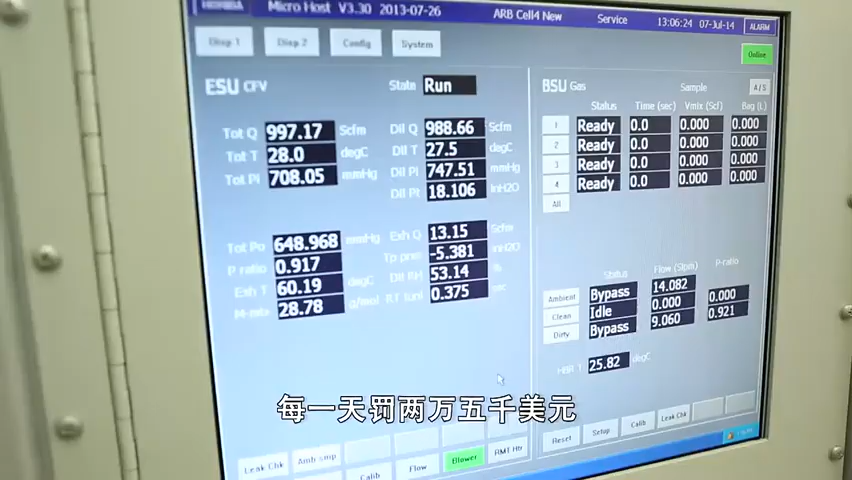 HORIBA Micro Host V3.30 2013-07-26 ARB Cell4 New Service 13:06:24 07-Jul-14 ALARM
Disp 1 Disp 2 Config System Online
ESU CFV State Run
BSU Gas Sample A/S
Status Time (sec) Vmix (Scf) Bag (L)
Tot Q 997.17 Scfm Dil Q 988.66 Scfm
Tot T 28.0 degC Dil T 27.5 degC
Tot PI 708.05 mmHg Dil PI 747.51 mmHg
Dil Pt 18.106 inH2O
1 Ready 0.0 0.000 0.000
2 Ready 0.0 0.000 0.000
3 Ready 0.0 0.000 0.000
4 Ready 0.0 0.000 0.000
All
Tot Po 648.968 mmHg Exh Q 13.15
P ratio 0.917 -5.381 inH2O
Exh T 60.19 degC Dil RH 53.14 %
M-mix 28.78 g/mol 0.375 sec
Status Flow (Slpm) P-ratio
Ambient Bypass 14.082
Clean Idle 0.000 0.000
Dirty Bypass 9.060 0.921
HBR T 25.82 degC
每一天罚两万五千美元
Leak Chk Amb smp Calib Flow Blower RMT Htr
Reset Setup Calib Leak Chk